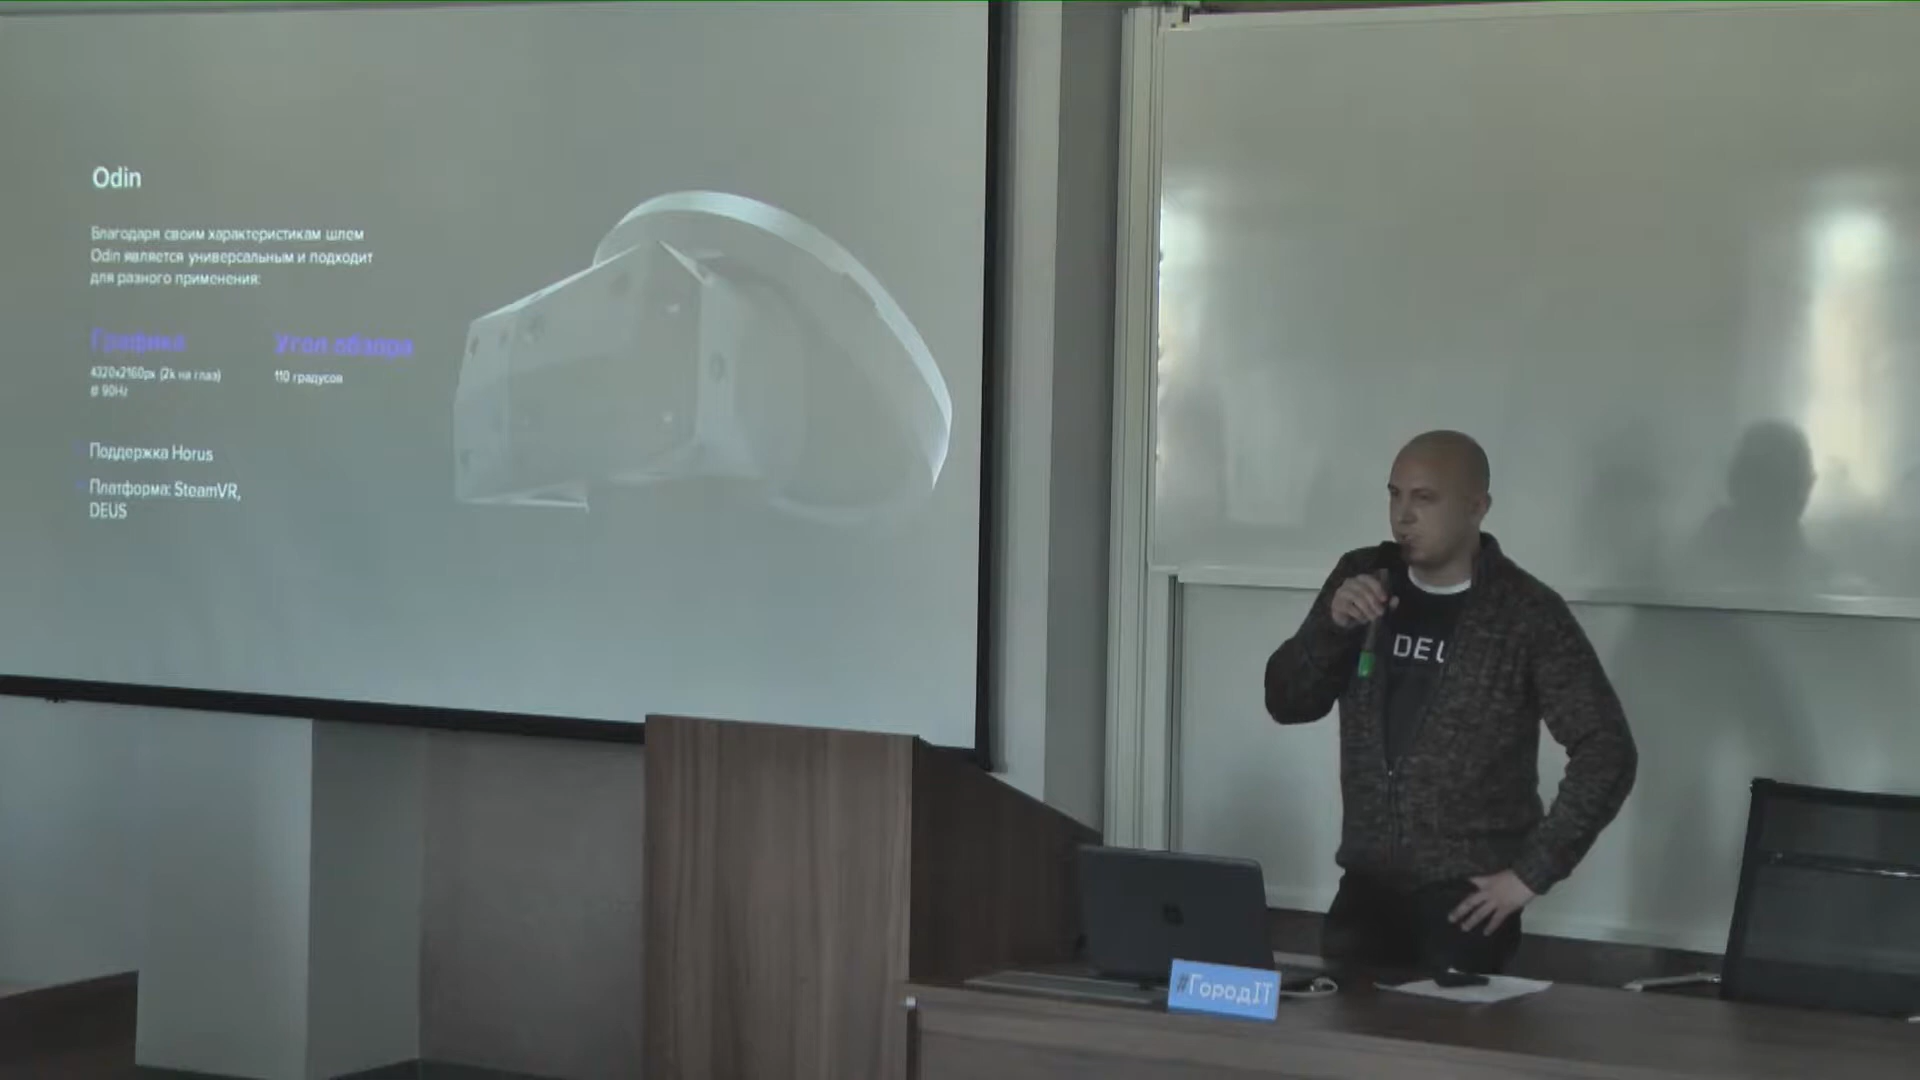 Odin
Благодаря своим характеристикам шлем
Odin является универсальным и подходит
для разного применения:
Графика
4320x2160px (2k на глаз)
@ 90Hz
Угол обзора
110 градусов
Поддержка Horus
Платформа: SteamVR,
DEUS
DEU
#ГородIT